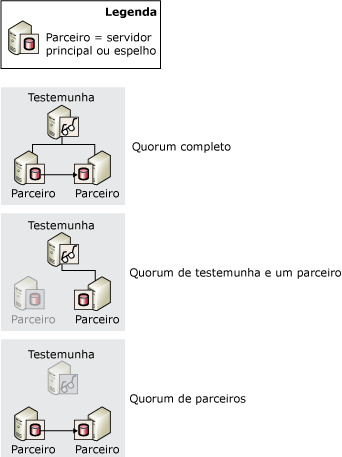 Legenda
Parceiro = servidor
principal ou espelho
Testemunha
Parceiro Parceiro
Quorum completo
Testemunha
Parceiro Parceiro
Quorum de testemunha e um parceiro
Testemunha
Parceiro Parceiro
Quorum de parceiros